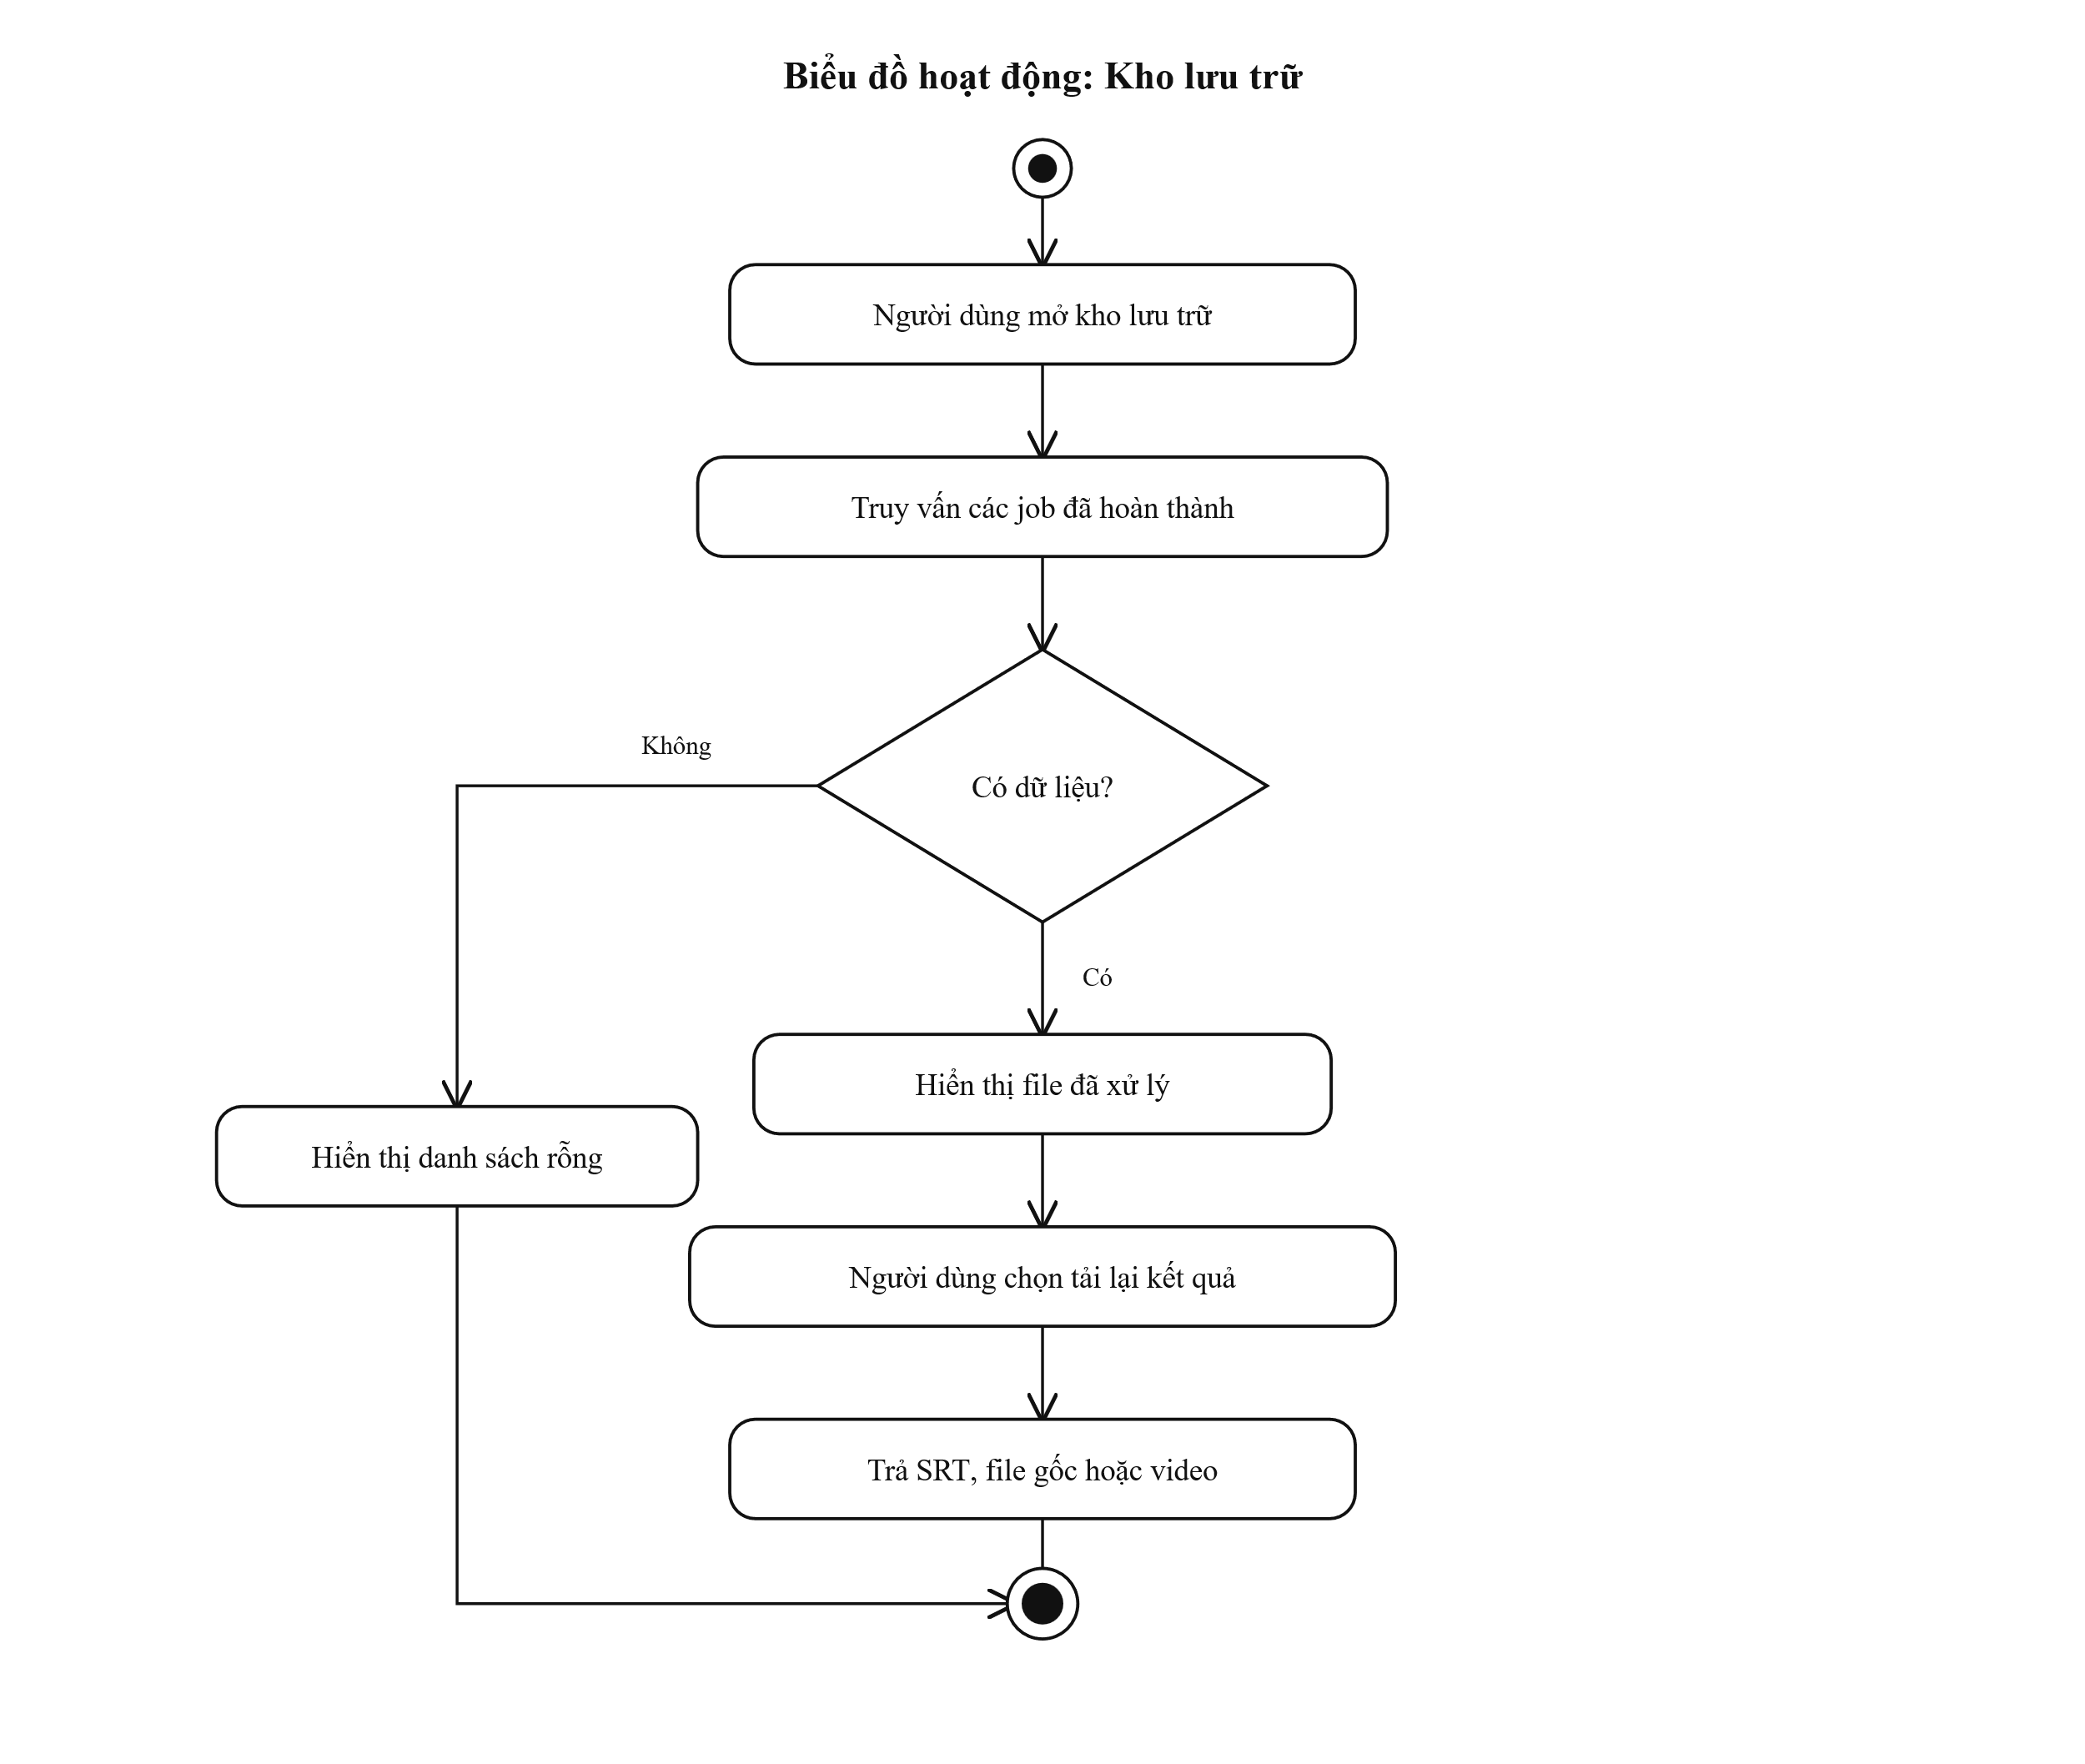 Biểu đồ hoạt động: Kho lưu trữ
Người dùng mở kho lưu trữ
Truy vấn các job đã hoàn thành
Có dữ liệu?
Không
Có
Hiển thị file đã xử lý
Hiển thị danh sách rỗng
Người dùng chọn tải lại kết quả
Trả SRT, file gốc hoặc video